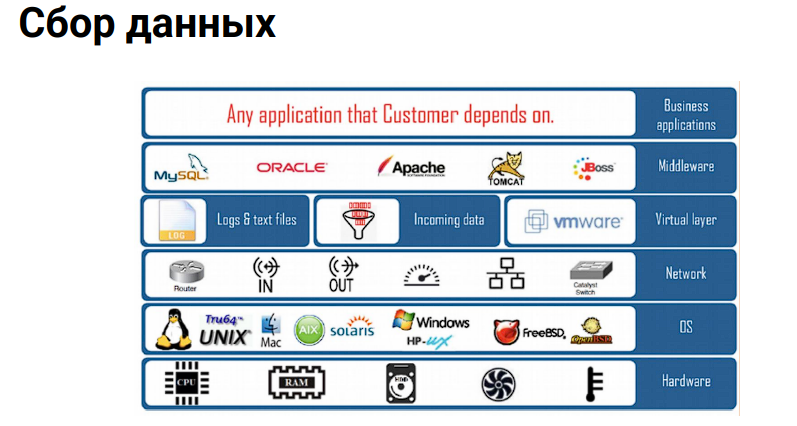 Сбор данных
Any application that Customer depends on.
Business
applications
MySQL
ORACLE
Apache
SOFTWARE FOUNDATION
TOMCAT
JBoss
Middleware
LOG
Logs & text files
Incoming data
vmware
Virtual layer
Router
IN
OUT
Catalyst
Switch
Network
Tru64
UNIX
Mac
AIX
solaris
Windows
HP-UX
FreeBSD
OpenBSD
OS
CPU
RAM
HDD
Hardware